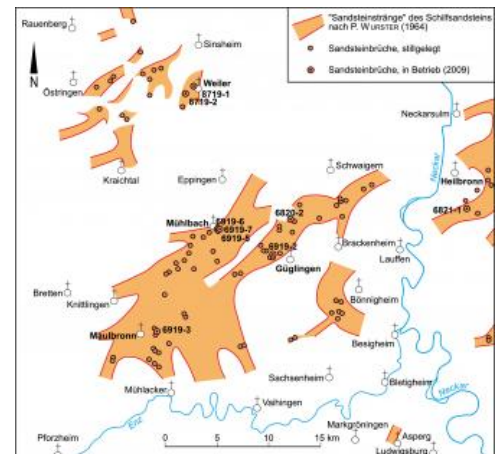 "Sandsteinstränge" des Schilfsandsteins
nach P. WURSTER (1964)
Sandsteinbrüche, stillgelegt
Sandsteinbrüche, in Betrieb (2009)
Rauenberg
Sinsheim
N
Weiler
8719-1
8719-2
Östringen
Neckarsulm
Neckar
Kraichtal
Eppingen
Schwaigern
Heilbronn
6821-1
Mühlbach
6919-6
6919-7
6919-8
6820-2
6919-2
Brackenheim
Lauffen
Güglingen
Bretten
Knittlingen
Bönnigheim
Maulbronn
6919-3
Besigheim
Sachsenheim
Bietigheim
Mühlacker
Vaihingen
Neckar
Enz
Markgröningen
Asperg
Pforzheim
Ludwigsburg
0 5 10 15 km